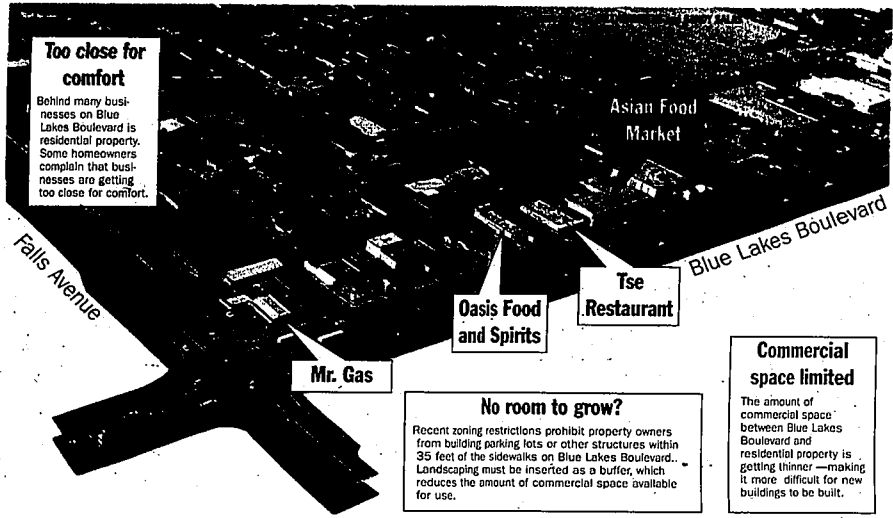 Too close for
comfort
Behind many busi-
nesses on Blue
Lakes Boulevard is
residential property.
Some homeowners
complain that busi-
nesses are getting
too close for comfort.
Asian Food
Market
Falls Avenue
Blue Lakes Boulevard
Tse
Restaurant
Oasis Food
and Spirits
Mr. Gas
No room to grow?
Recent zoning restrictions prohibit property owners
from building parking lots or other structures within
35 feet of the sidewalks on Blue Lakes Boulevard..
Landscaping must be inserted as a buffer, which
reduces the amount of commercial space available
for use.
Commercial
space limited
The amount of
commercial space
between Blue Lakes
Boulevard and
residential property is
getting thinner —making
it more difficult for new
buildings to be built.